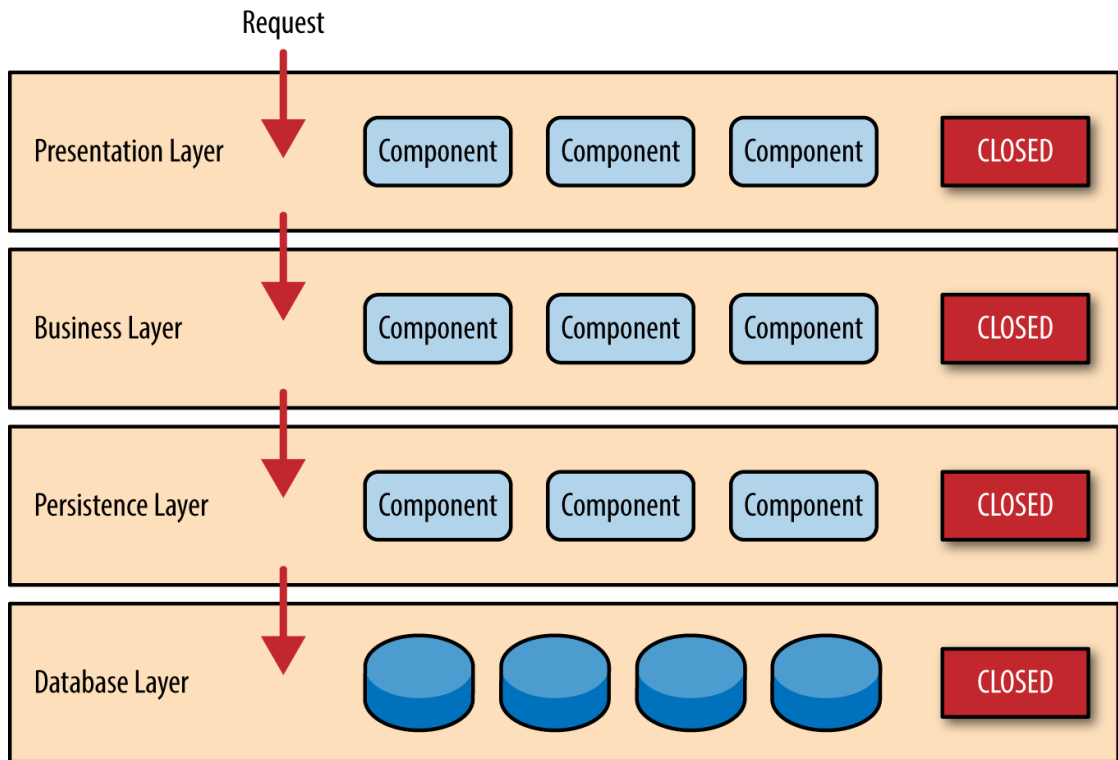 Request
Presentation Layer
Component
Component
Component
CLOSED
Business Layer
Component
Component
Component
CLOSED
Persistence Layer
Component
Component
Component
CLOSED
Database Layer
CLOSED